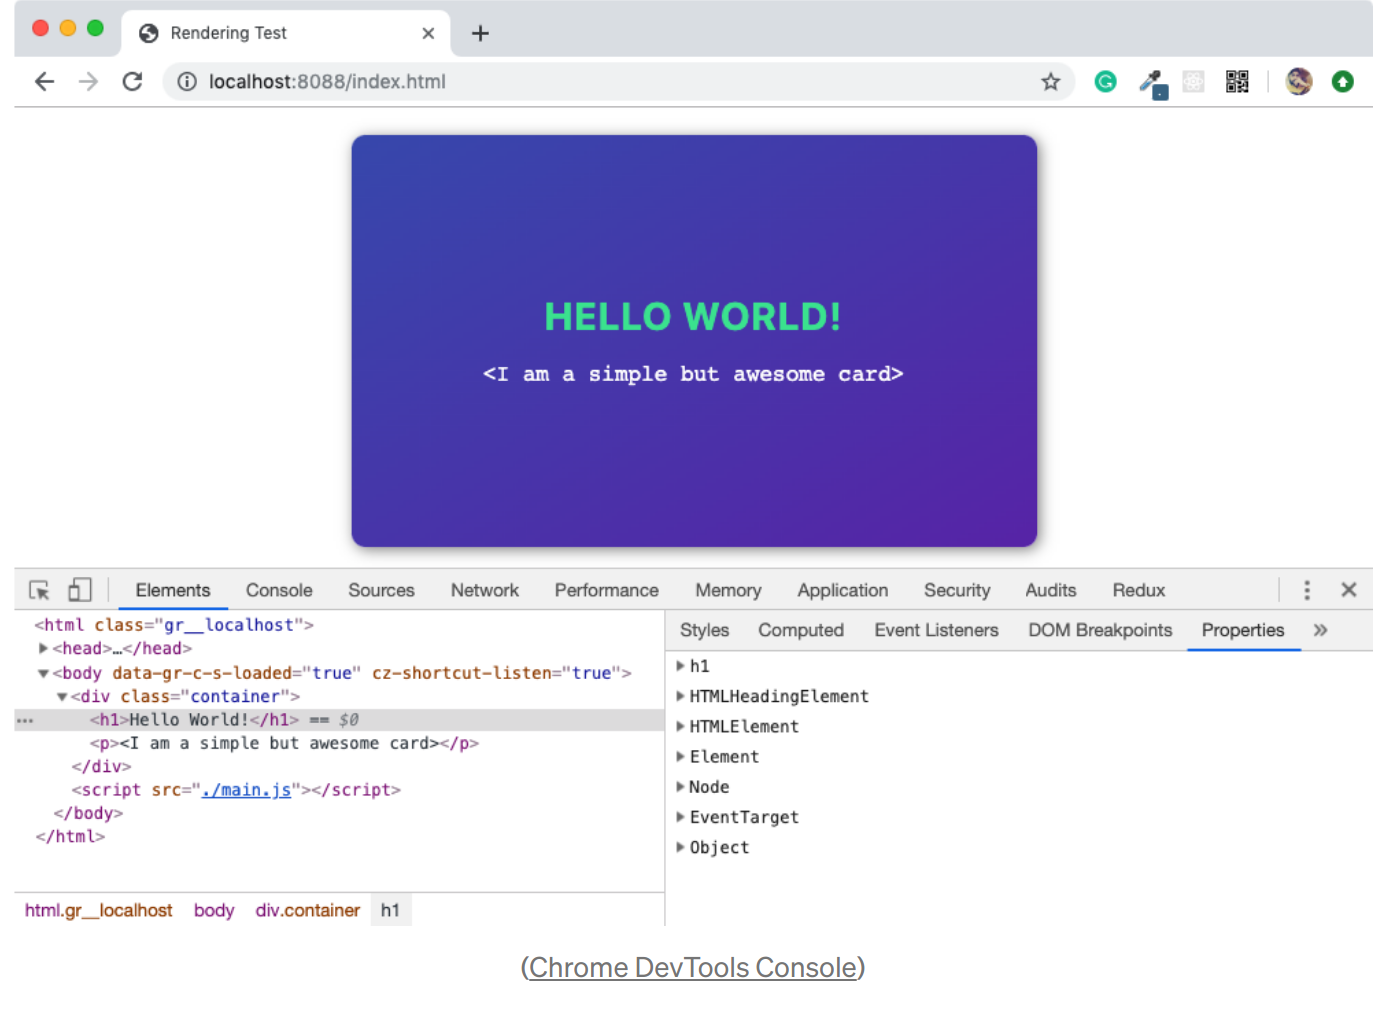 Rendering Test
localhost:8088/index.html
HELLO WORLD!
<I am a simple but awesome card>
Elements Console Sources Network Performance Memory Application Security Audits Redux
Styles Computed Event Listeners DOM Breakpoints Properties »
<html class="gr__localhost">
<head>…</head>
<body data-gr-c-s-loaded="true" cz-shortcut-listen="true">
<div class="container">
<h1>Hello World!</h1> == $0
<p><I am a simple but awesome card></p>
</div>
<script src="./main.js"></script>
</body>
</html>
h1
HTMLHeadingElement
HTMLElement
Element
Node
EventTarget
Object
html.gr__localhost body div.container h1
(Chrome DevTools Console)